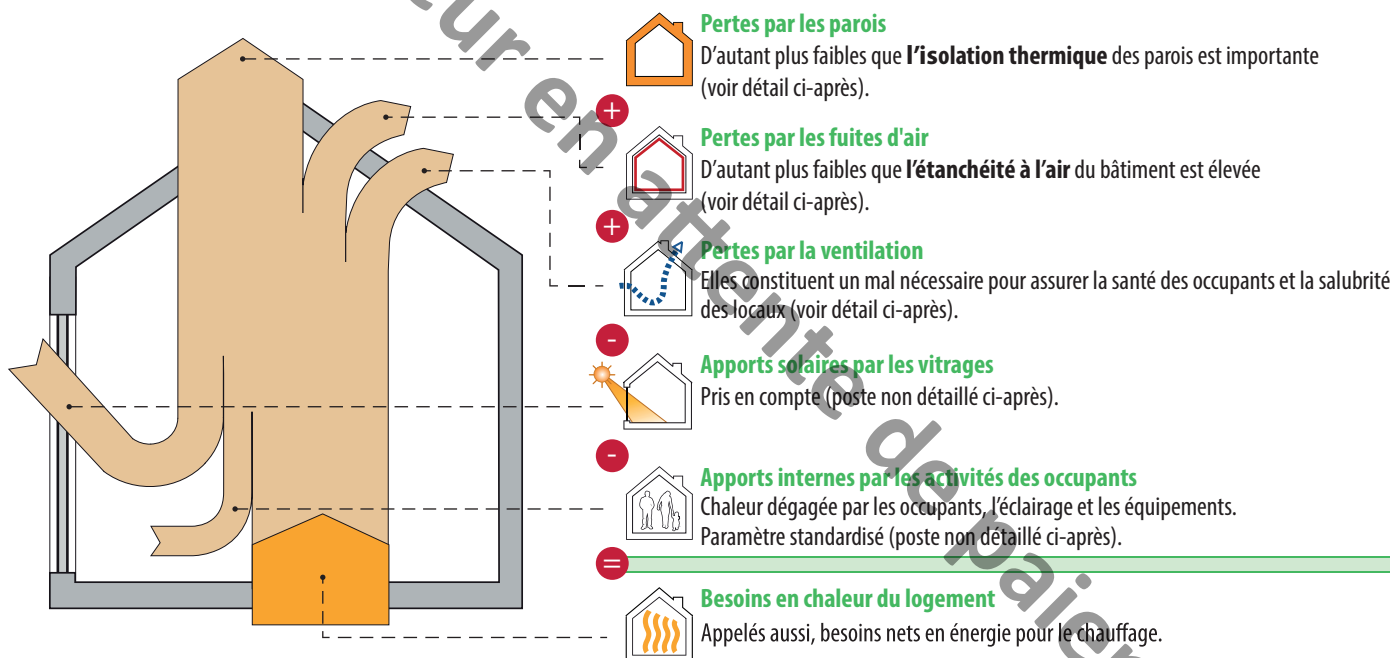 Pertes par les parois
D'autant plus faibles que l'isolation thermique des parois est importante
(voir détail ci-après).
+
Pertes par les fuites d'air
D'autant plus faibles que l'étanchéité à l'air du bâtiment est élevée
(voir détail ci-après).
+
Pertes par la ventilation
Elles constituent un mal nécessaire pour assurer la santé des occupants et la salubrité
des locaux (voir détail ci-après).
-
Apports solaires par les vitrages
Pris en compte (poste non détaillé ci-après).
-
Apports internes par les activités des occupants
Chaleur dégagée par les occupants, l'éclairage et les équipements.
Paramètre standardisé (poste non détaillé ci-après).
=
Besoins en chaleur du logement
Appelés aussi, besoins nets en énergie pour le chauffage.
eur en attente de paiem